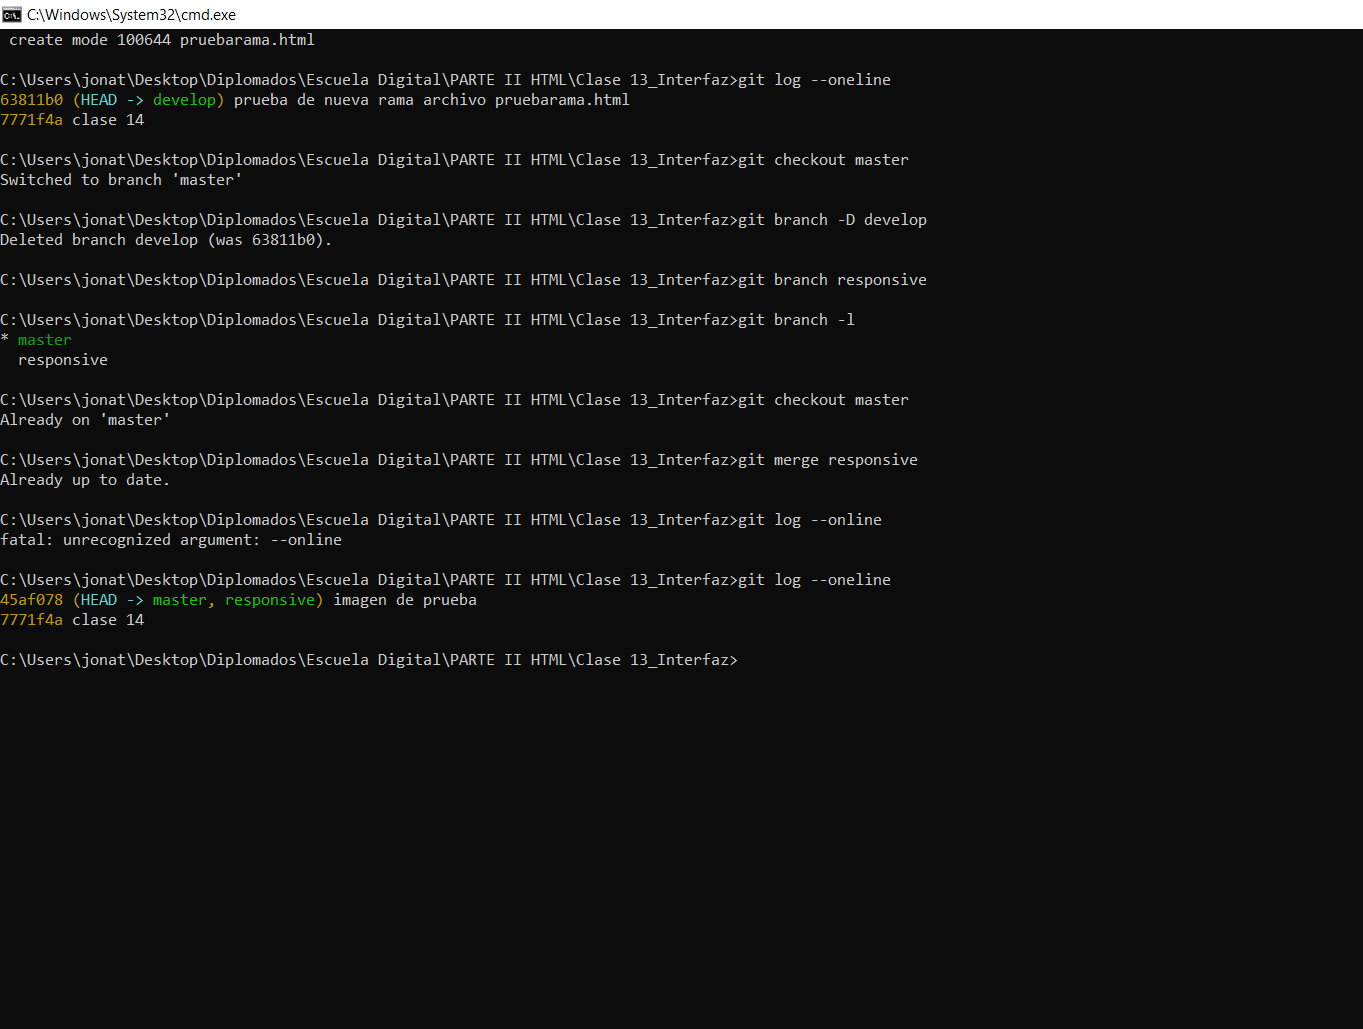 C:\Windows\System32\cmd.exe
create mode 100644 pruebarama.html
C:\Users\jonat\Desktop\Diplomados\Escuela Digital\PARTE II HTML\Clase 13_Interfaz>git log --oneline
63811b0 (HEAD -> develop) prueba de nueva rama archivo pruebarama.html
7771f4a clase 14
C:\Users\jonat\Desktop\Diplomados\Escuela Digital\PARTE II HTML\Clase 13_Interfaz>git checkout master
Switched to branch 'master'
C:\Users\jonat\Desktop\Diplomados\Escuela Digital\PARTE II HTML\Clase 13_Interfaz>git branch -D develop
Deleted branch develop (was 63811b0).
C:\Users\jonat\Desktop\Diplomados\Escuela Digital\PARTE II HTML\Clase 13_Interfaz>git branch responsive
C:\Users\jonat\Desktop\Diplomados\Escuela Digital\PARTE II HTML\Clase 13_Interfaz>git branch -l
* master
responsive
C:\Users\jonat\Desktop\Diplomados\Escuela Digital\PARTE II HTML\Clase 13_Interfaz>git checkout master
Already on 'master'
C:\Users\jonat\Desktop\Diplomados\Escuela Digital\PARTE II HTML\Clase 13_Interfaz>git merge responsive
Already up to date.
C:\Users\jonat\Desktop\Diplomados\Escuela Digital\PARTE II HTML\Clase 13_Interfaz>git log --online
fatal: unrecognized argument: --online
C:\Users\jonat\Desktop\Diplomados\Escuela Digital\PARTE II HTML\Clase 13_Interfaz>git log --oneline
45af078 (HEAD -> master, responsive) imagen de prueba
7771f4a clase 14
C:\Users\jonat\Desktop\Diplomados\Escuela Digital\PARTE II HTML\Clase 13_Interfaz>